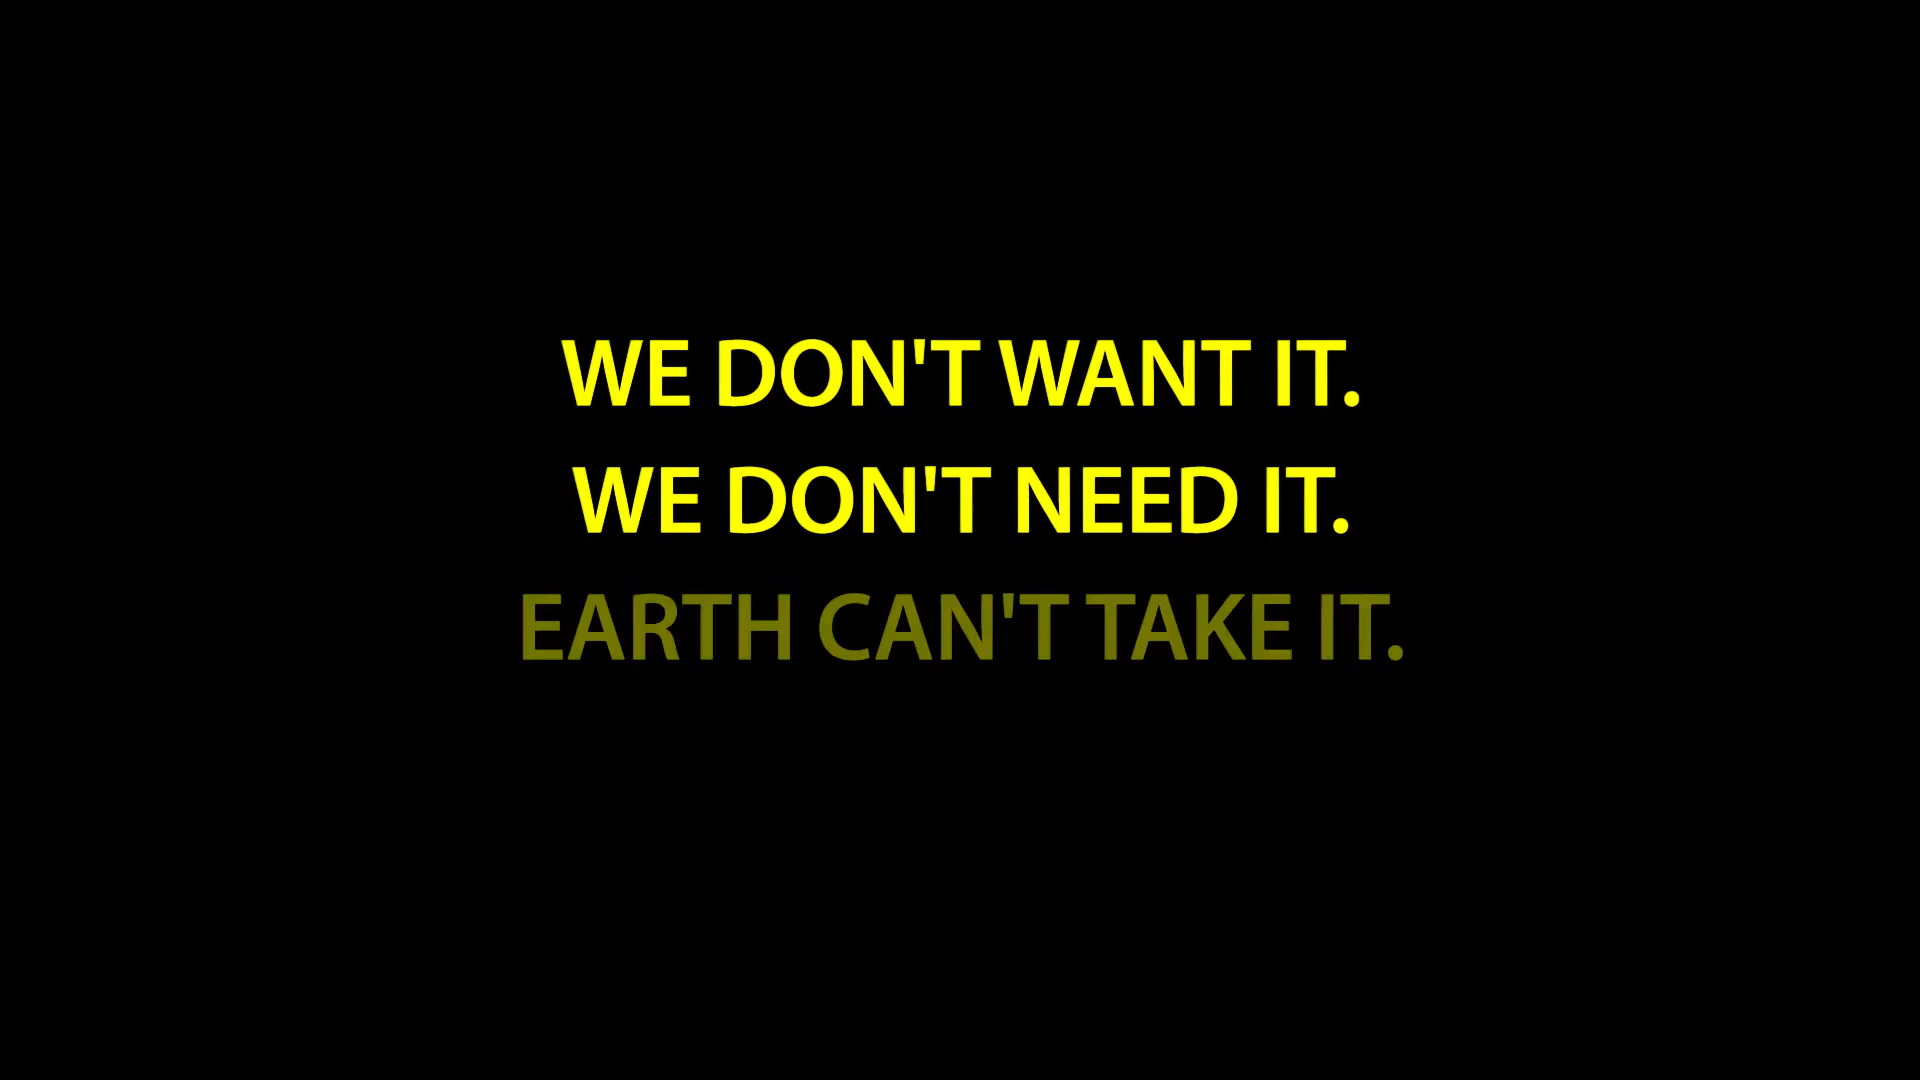 WE DON'T WANT IT.
WE DON'T NEED IT.
EARTH CAN'T TAKE IT.